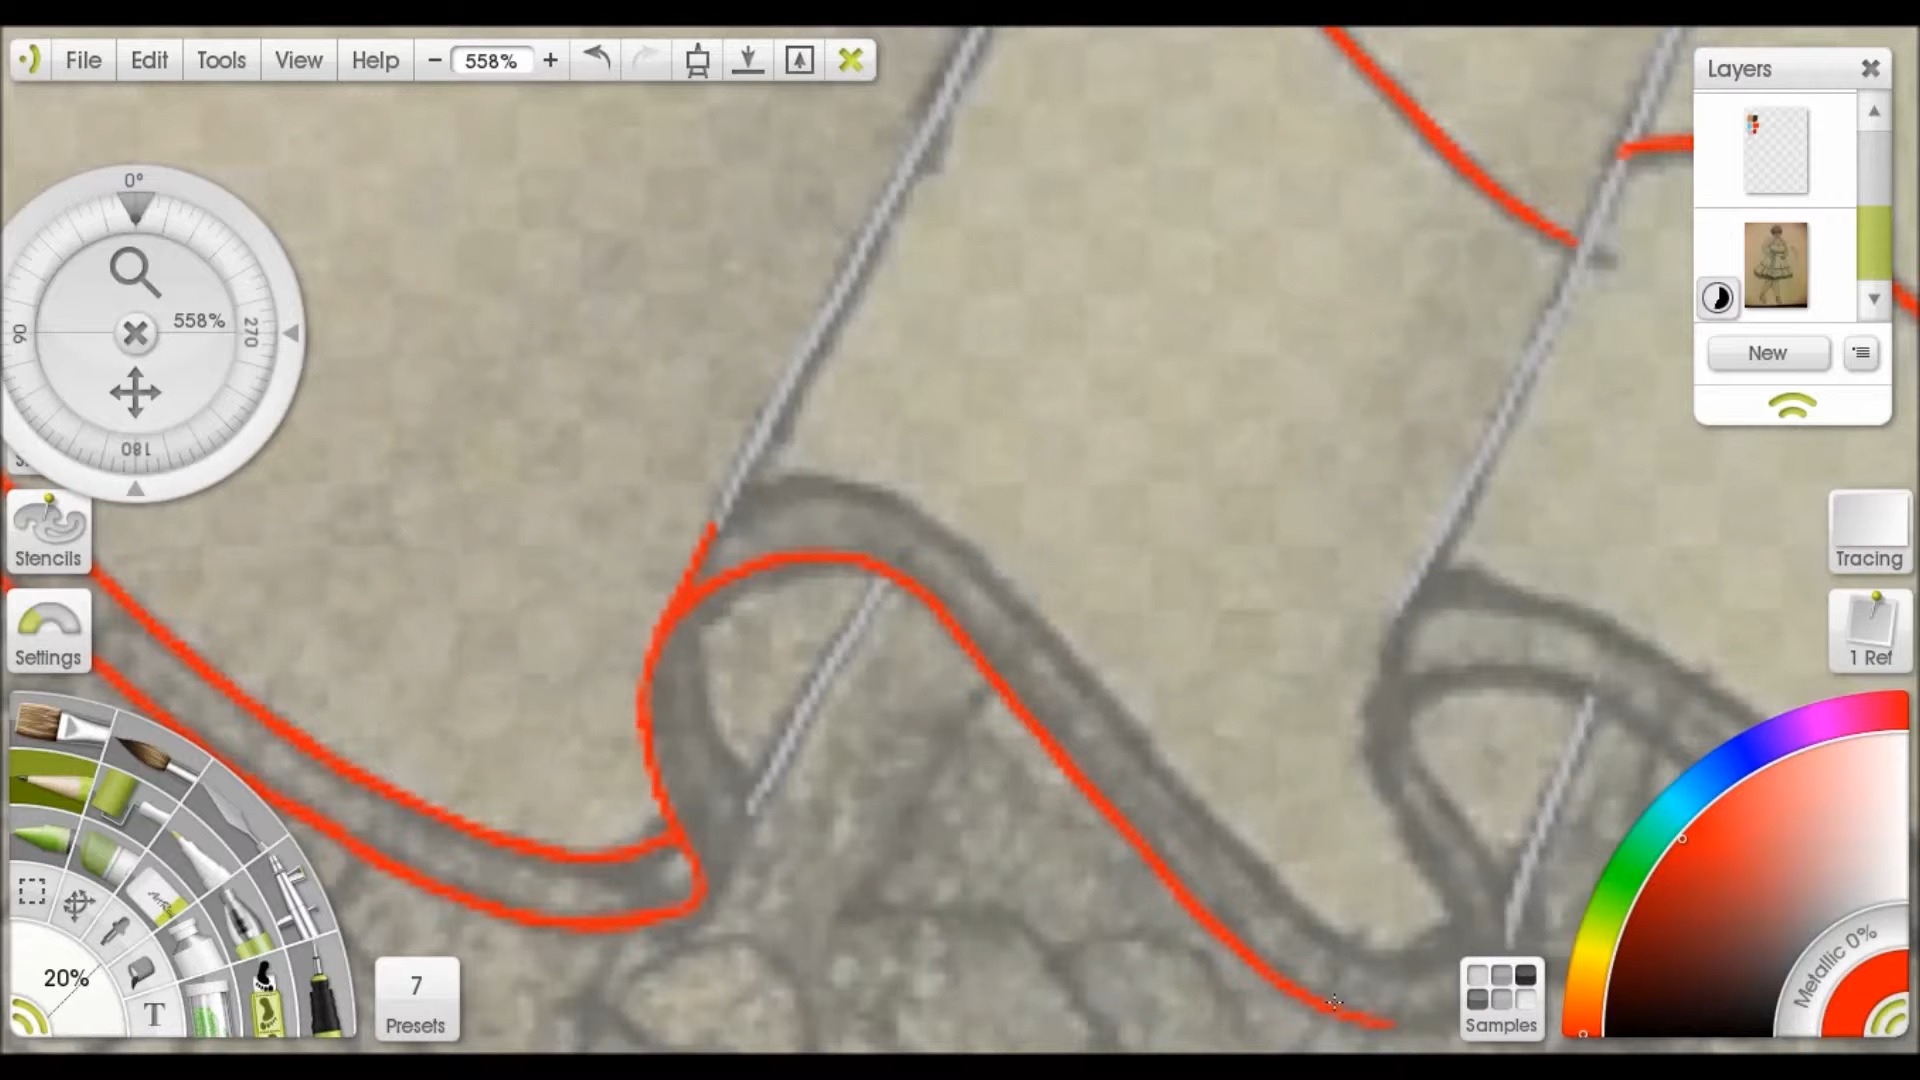 File Edit Tools View Help − 558% +
Layers
0°
558%
90
270
180
New
Stencils
Tracing
Settings
1 Ref
Metallic 0%
20%
T
7
Presets
Samples